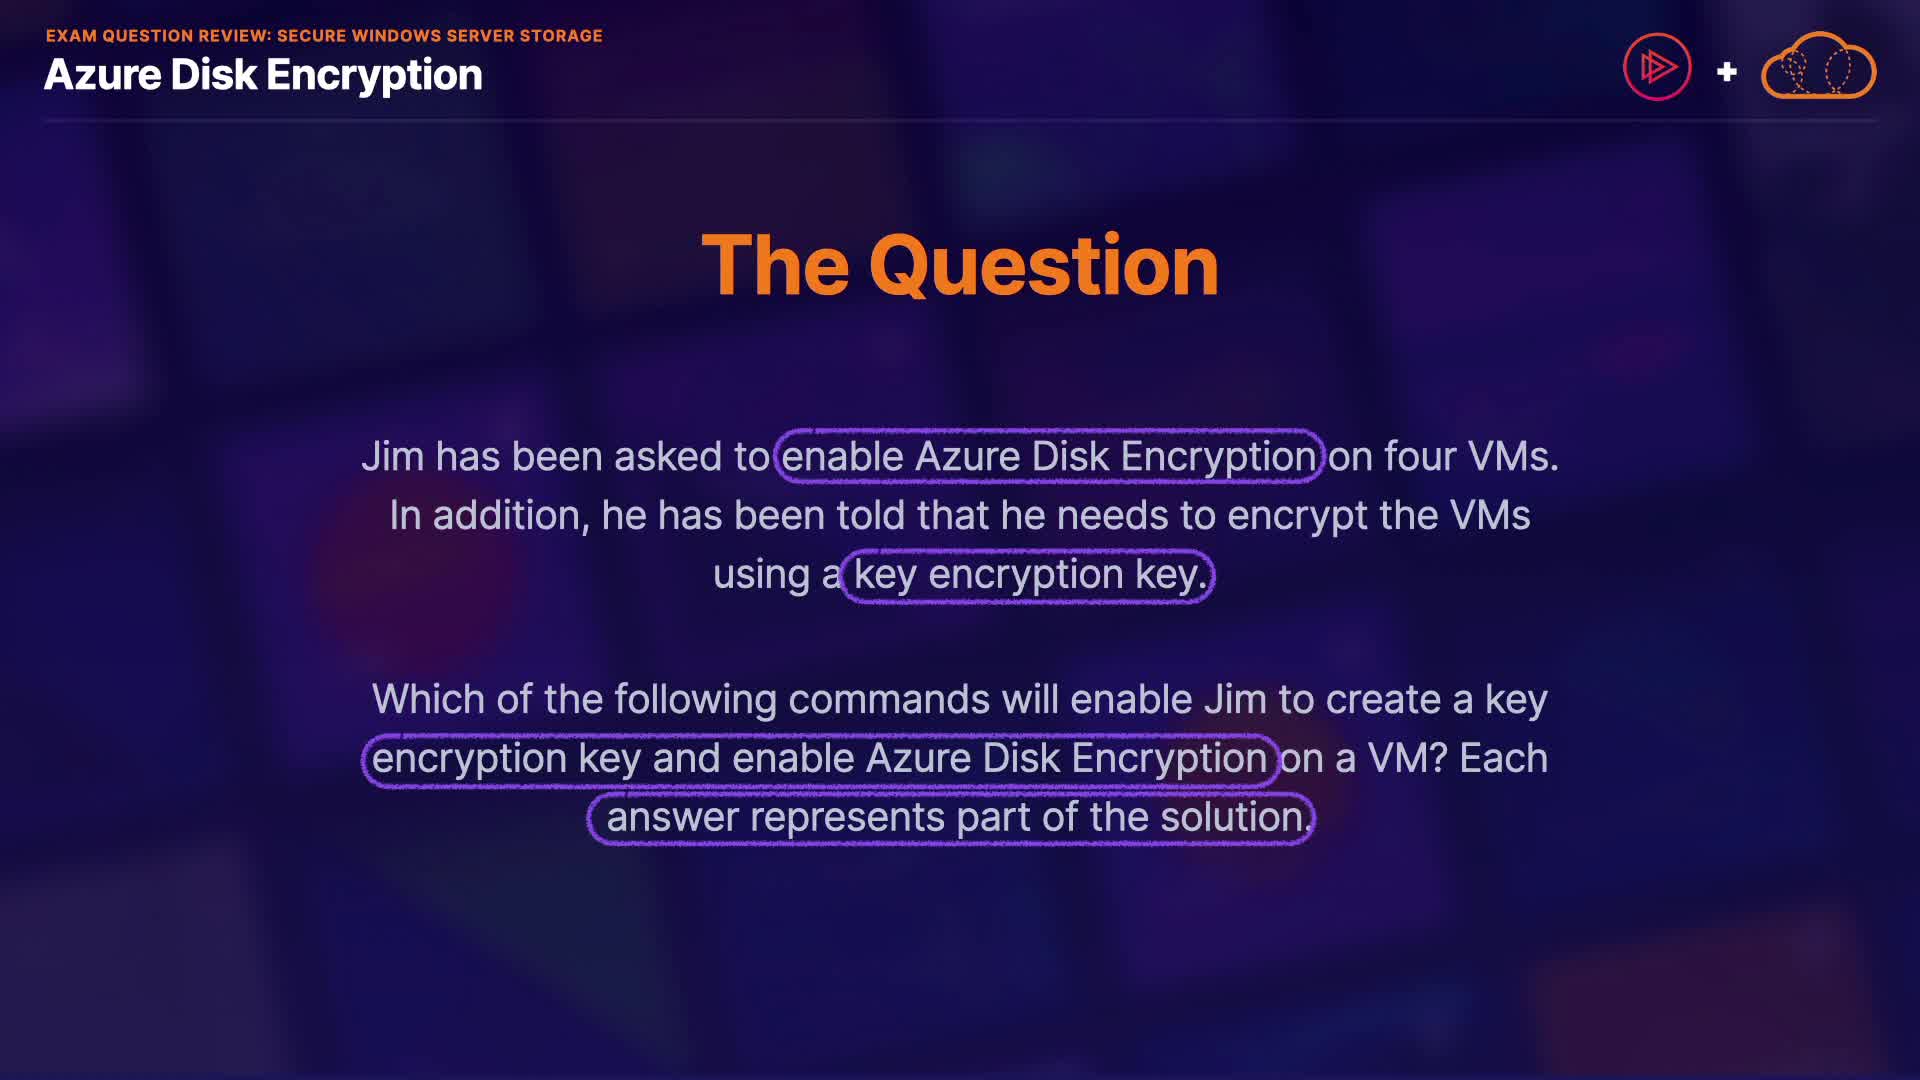 EXAM QUESTION REVIEW: SECURE WINDOWS SERVER STORAGE
Azure Disk Encryption
The Question
Jim has been asked to enable Azure Disk Encryption on four VMs.
In addition, he has been told that he needs to encrypt the VMs
using a key encryption key.
Which of the following commands will enable Jim to create a key
encryption key and enable Azure Disk Encryption on a VM? Each
answer represents part of the solution.